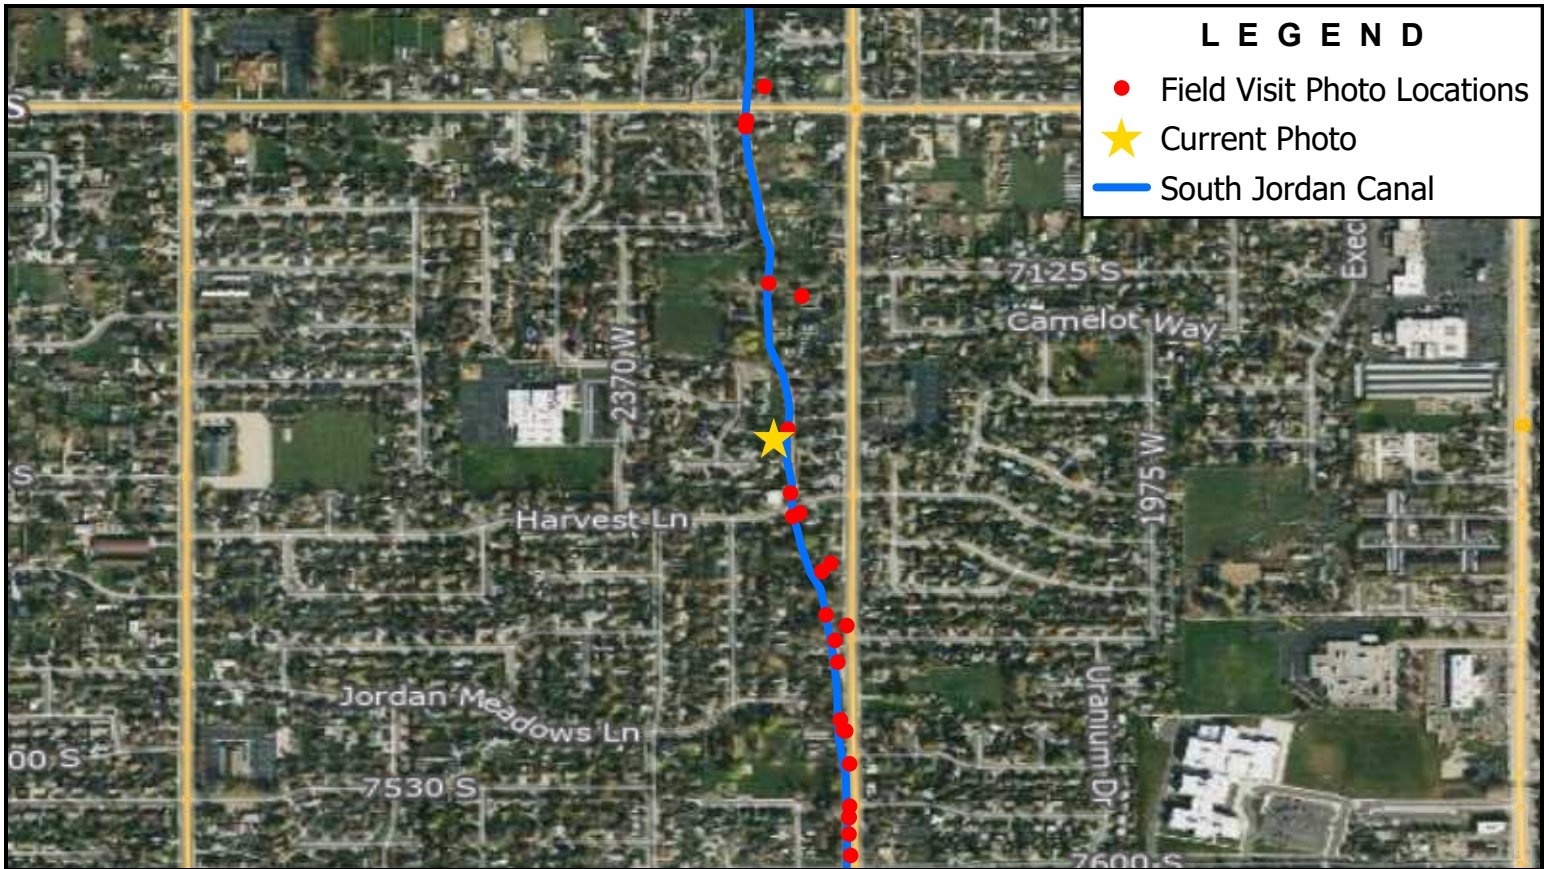 L E G E N D
Field Visit Photo Locations
Current Photo
South Jordan Canal
S
Exec
7125 S
Camelot Way
2370 W
1975 W
S
Harvest Ln
Jordan Meadows Ln
Uranium Dr
00 S
7530 S
7600 S